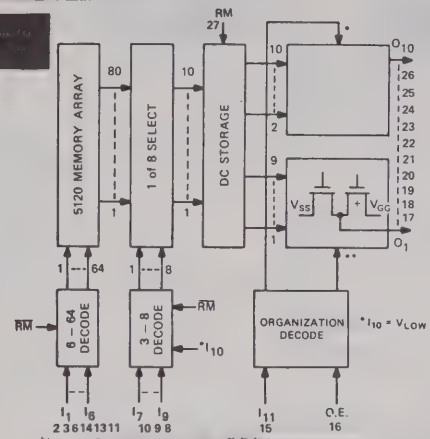 RM
27
O10
80
10
10
5120 MEMORY ARRAY
1 of 8 SELECT
DC STORAGE
2
26
25
24
23
22
21
20
19
18
17
9
VSS
+
VGG
1
1
1
O1
1 --- 64
1 --- 8
**
RM
6 – 64 DECODE
3 – 8 DECODE
RM
*I10
ORGANIZATION DECODE
*I10 = VLOW
I1 I6
I7 I9
I11
O.E.
2 3 6 14 13 11
10 9 8
15
16